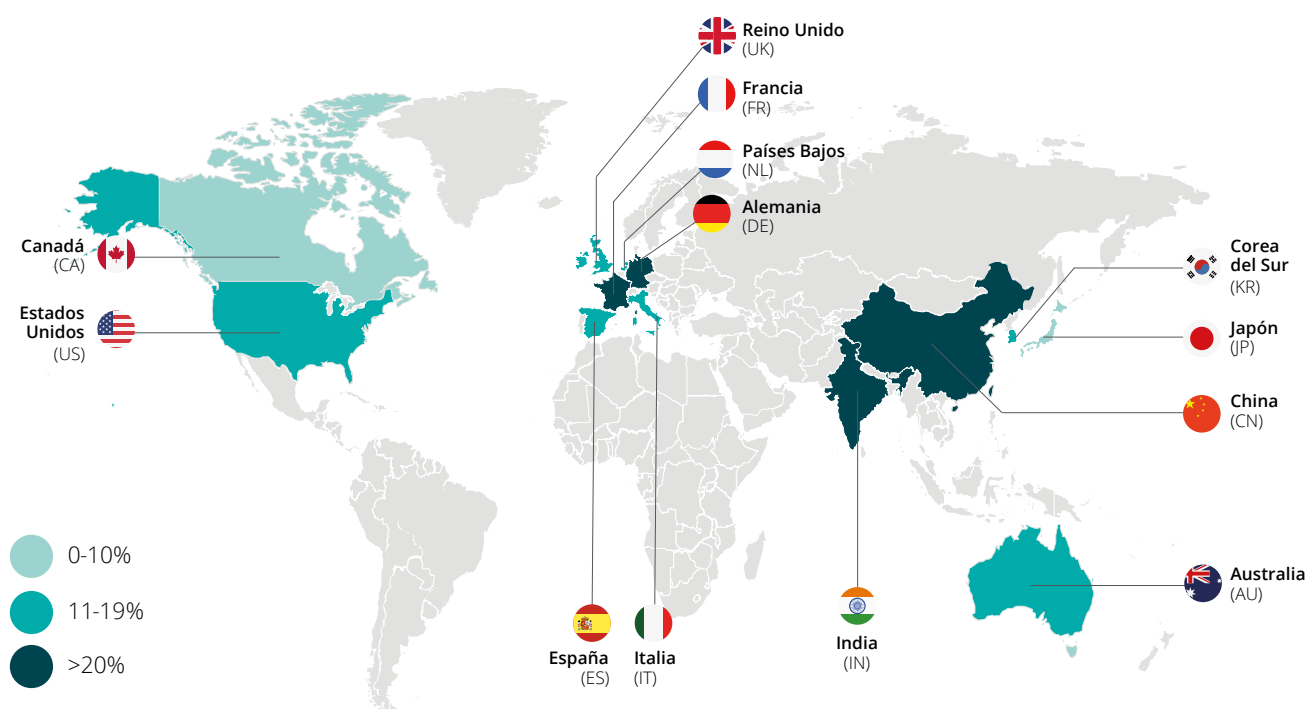 Reino Unido
(UK)
Francia
(FR)
Países Bajos
(NL)
Alemania
(DE)
Canadá
(CA)
Estados
Unidos
(US)
Corea
del Sur
(KR)
Japón
(JP)
China
(CN)
Australia
(AU)
India
(IN)
España
(ES)
Italia
(IT)
0-10%
11-19%
>20%